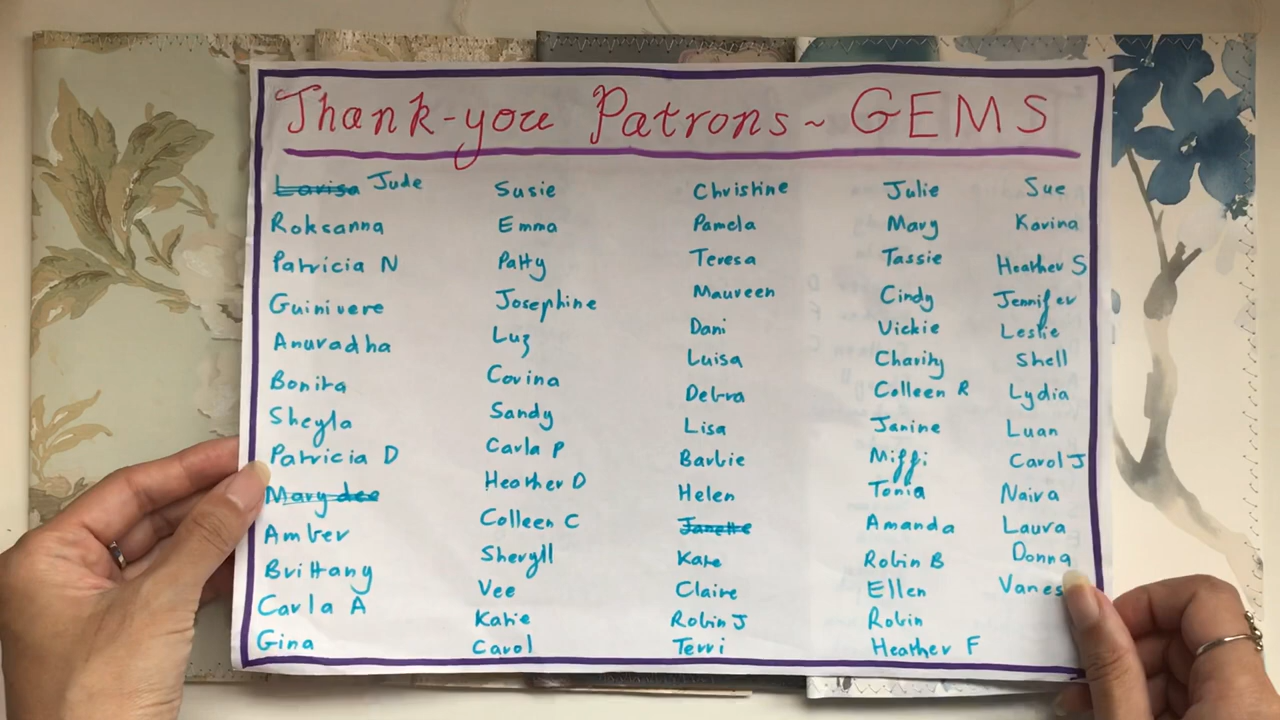 Thank-you Patrons ~ GEMS
Larisa Jude
Roksanna
Patricia N
Guinivere
Anuradha
Bonita
Sheyla
Patricia D
Mary dee
Amber
Brittany
Carla A
Gina
Susie
Emma
Patty
Josephine
Luz
Corina
Sandy
Carla P
Heather D
Colleen C
Sheryll
Vee
Katie
Carol
Christine
Pamela
Teresa
Maureen
Dani
Luisa
Debra
Lisa
Barbie
Helen
Janette
Kate
Claire
Robin J
Terri
Julie
Mary
Tassie
Cindy
Vickie
Charity
Colleen R
Janine
Miffi
Tonia
Amanda
Robin B
Ellen
Robin
Heather F
Sue
Karina
Heather S
Jennifer
Leslie
Shell
Lydia
Luan
Carol J
Naira
Laura
Donna
Vanes